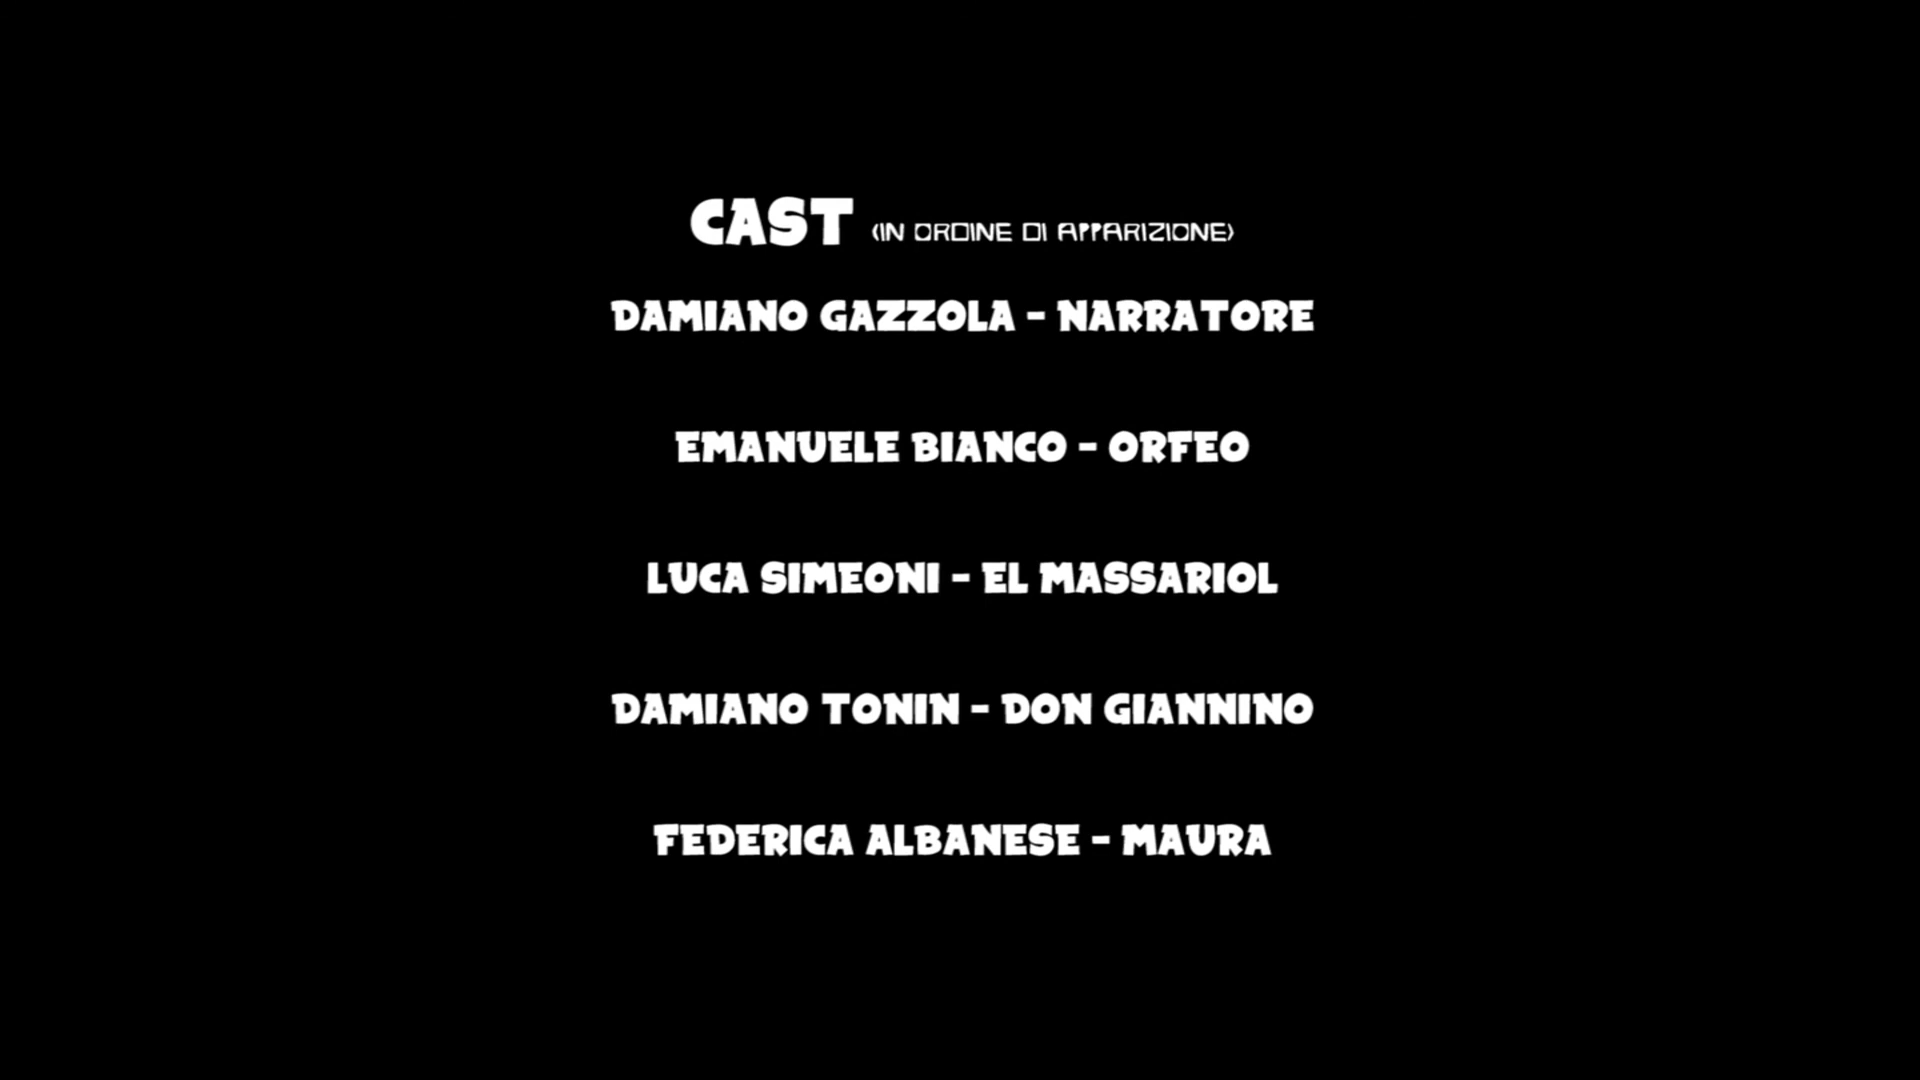 CAST (IN ORDINE DI APPARIZIONE)
DAMIANO GAZZOLA - NARRATORE
EMANUELE BIANCO - ORFEO
LUCA SIMEONI - EL MASSARIOL
DAMIANO TONIN - DON GIANNINO
FEDERICA ALBANESE - MAURA